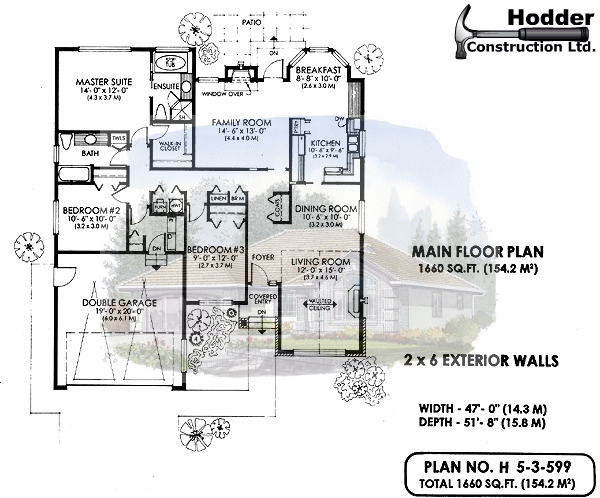 Hodder
Construction Ltd.
PATIO
DN
BREAKFAST
8'- 8" x 10'- 0"
(2.6 x 3.0 M)
MASTER SUITE
14'- 0" x 12'- 0"
(4.3 x 3.7 M)
TUB
ENSUITE
WINDOW OVER
FAMILY ROOM
14'- 6" x 13'- 0"
(4.4 x 4.0 M)
DW
KITCHEN
10'- 6" x 9'- 6"
(3.2 x 2.9 M)
TWLS
BATH
WALK-IN
CLOSET
BEDROOM #2
10'- 6" x 10'- 0"
(3.2 x 3.0 M)
FURN
HWT
LINEN
BR M
COATS
DINING ROOM
10'- 6" x 10'- 0"
(3.2 x 3.0 M)
DN
BEDROOM #3
9'- 0" x 12'- 0"
(2.7 x 3.7 M)
FOYER
LIVING ROOM
12'- 0" x 15'- 0"
(3.7 x 4.6 M)
MAIN FLOOR PLAN
1660 SQ.FT. (154.2 M²)
DOUBLE GARAGE
19'- 0" x 20'- 0"
(6.0 x 6.1 M)
COVERED
ENTRY
DN
VAULTED
CEILING
2 x 6 EXTERIOR WALLS
WIDTH - 47'- 0" (14.3 M)
DEPTH - 51'- 8" (15.8 M)
PLAN NO. H 5-3-599
TOTAL 1660 SQ.FT. (154.2 M²)